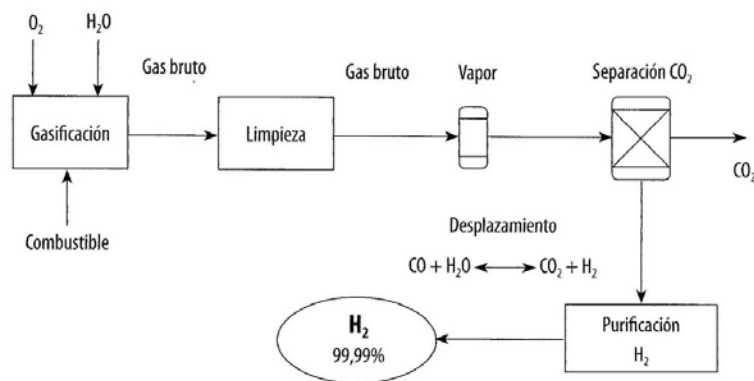 O₂
H₂O
Gas bruto
Gas bruto
Vapor
Separación CO₂
Gasificación
Limpieza
CO₂
Combustible
Desplazamiento
CO + H₂O ⟷ CO₂ + H₂
H₂
99,99%
Purificación
H₂